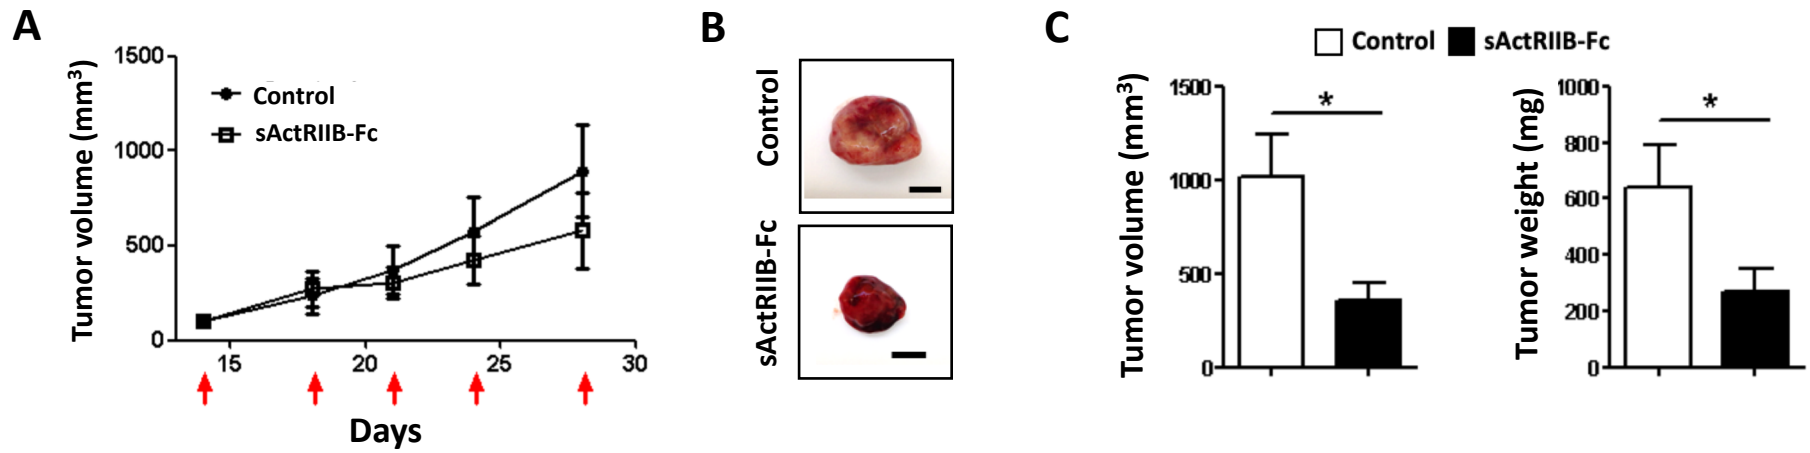 A
Tumor volume (mm³)
1500
1000
500
0
Control
sActRIIB-Fc
15
20
25
30
Days
B
Control
sActRIIB-Fc
C
Control
sActRIIB-Fc
Tumor volume (mm³)
1500
1000
500
0
*
Tumor weight (mg)
1000
800
600
400
200
0
*